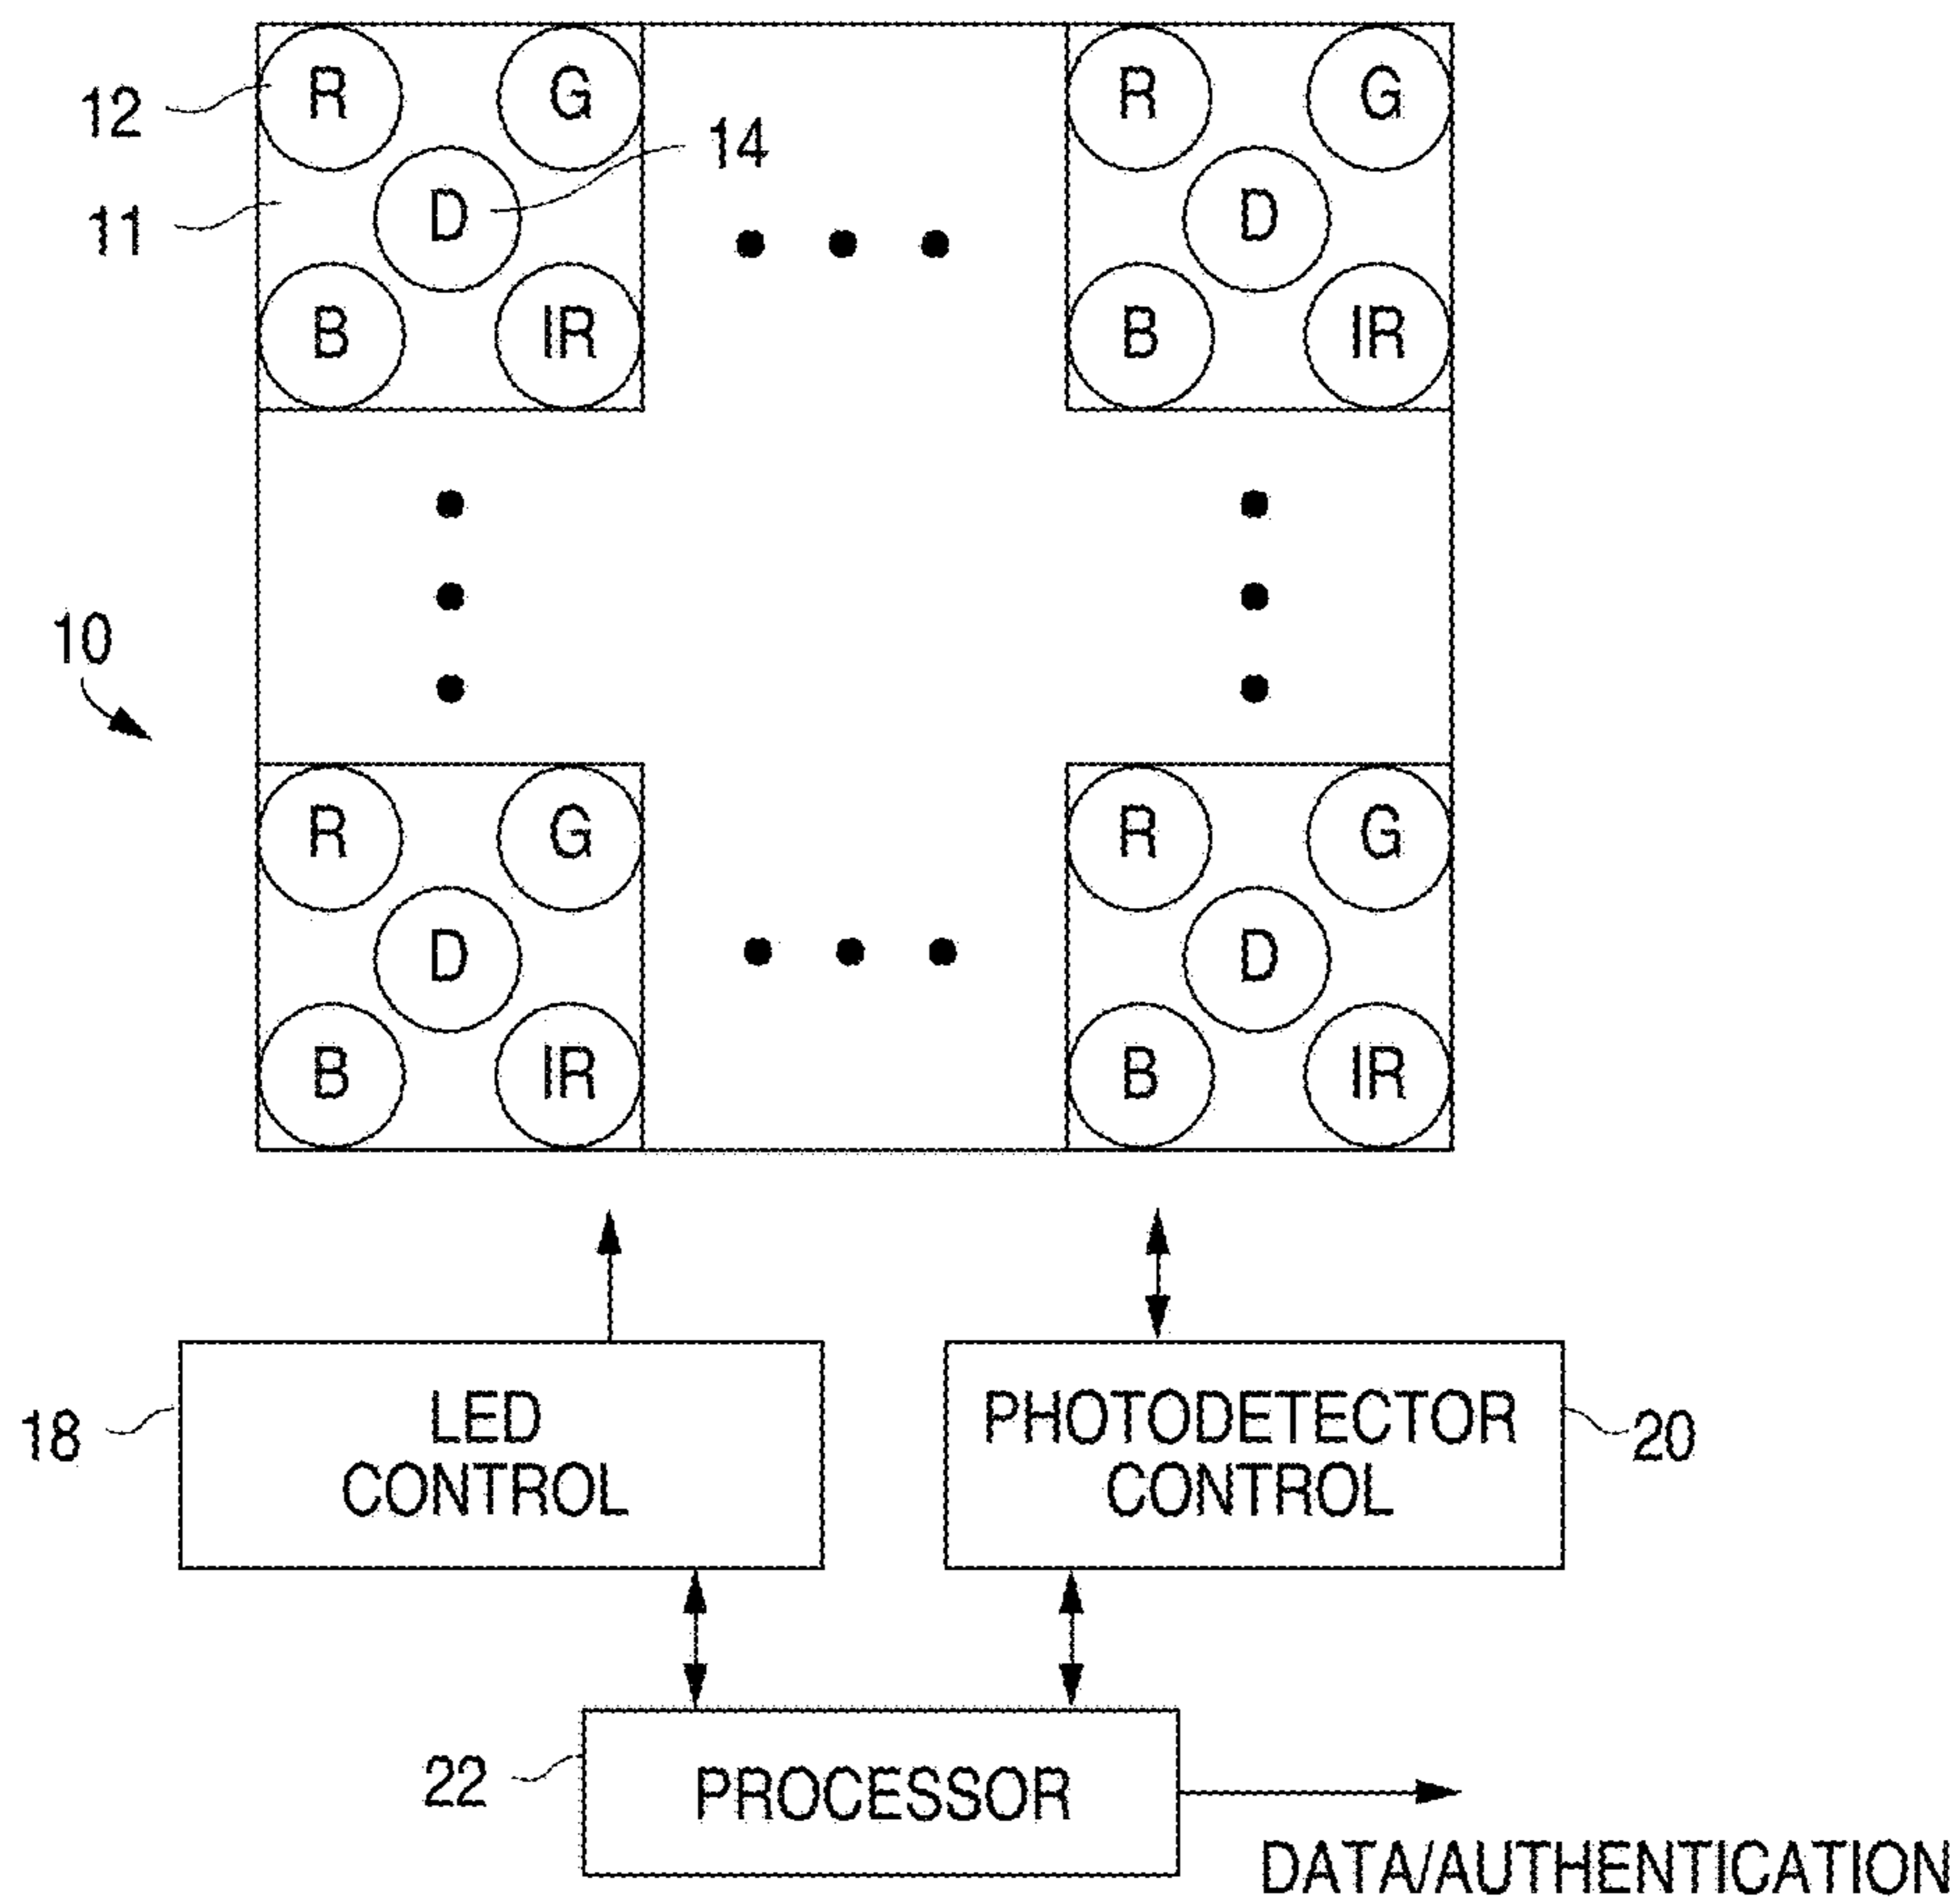 12
R
G
R
G
14
11
D
D
B
IR
B
IR
10
R
G
R
G
D
D
B
IR
B
IR
18
LED
CONTROL
PHOTODETECTOR
CONTROL
20
22
PROCESSOR
DATA/AUTHENTICATION